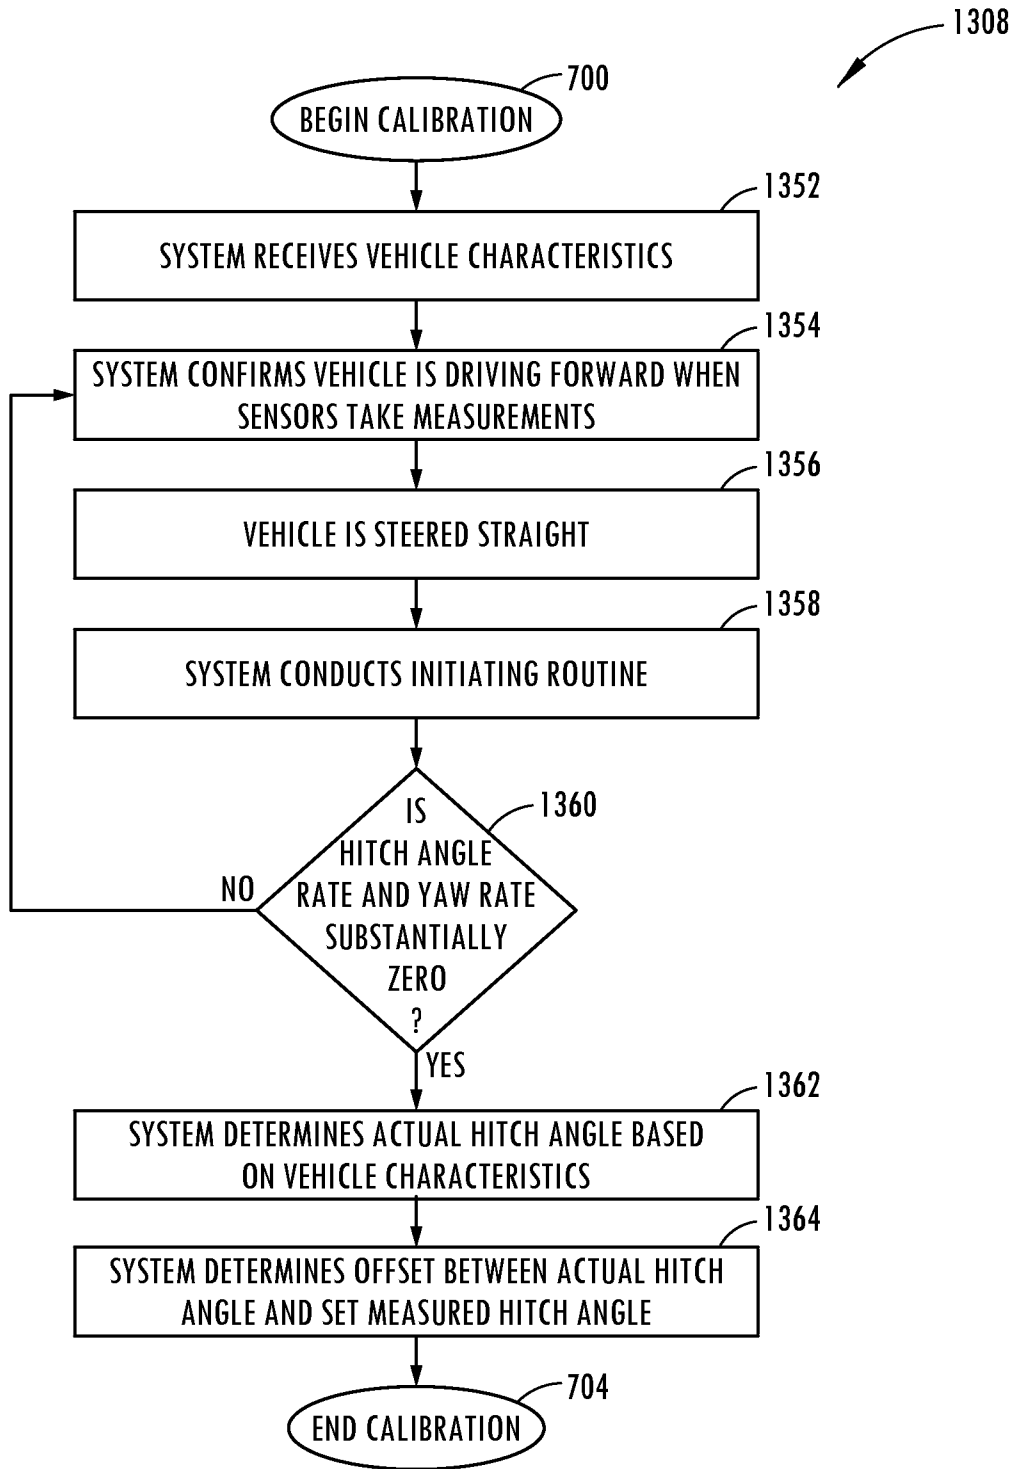 1308
700
BEGIN CALIBRATION
1352
SYSTEM RECEIVES VEHICLE CHARACTERISTICS
1354
SYSTEM CONFIRMS VEHICLE IS DRIVING FORWARD WHEN
SENSORS TAKE MEASUREMENTS
1356
VEHICLE IS STEERED STRAIGHT
1358
SYSTEM CONDUCTS INITIATING ROUTINE
1360
IS
HITCH ANGLE
RATE AND YAW RATE
SUBSTANTIALLY
ZERO
?
NO
YES
1362
SYSTEM DETERMINES ACTUAL HITCH ANGLE BASED
ON VEHICLE CHARACTERISTICS
1364
SYSTEM DETERMINES OFFSET BETWEEN ACTUAL HITCH
ANGLE AND SET MEASURED HITCH ANGLE
704
END CALIBRATION